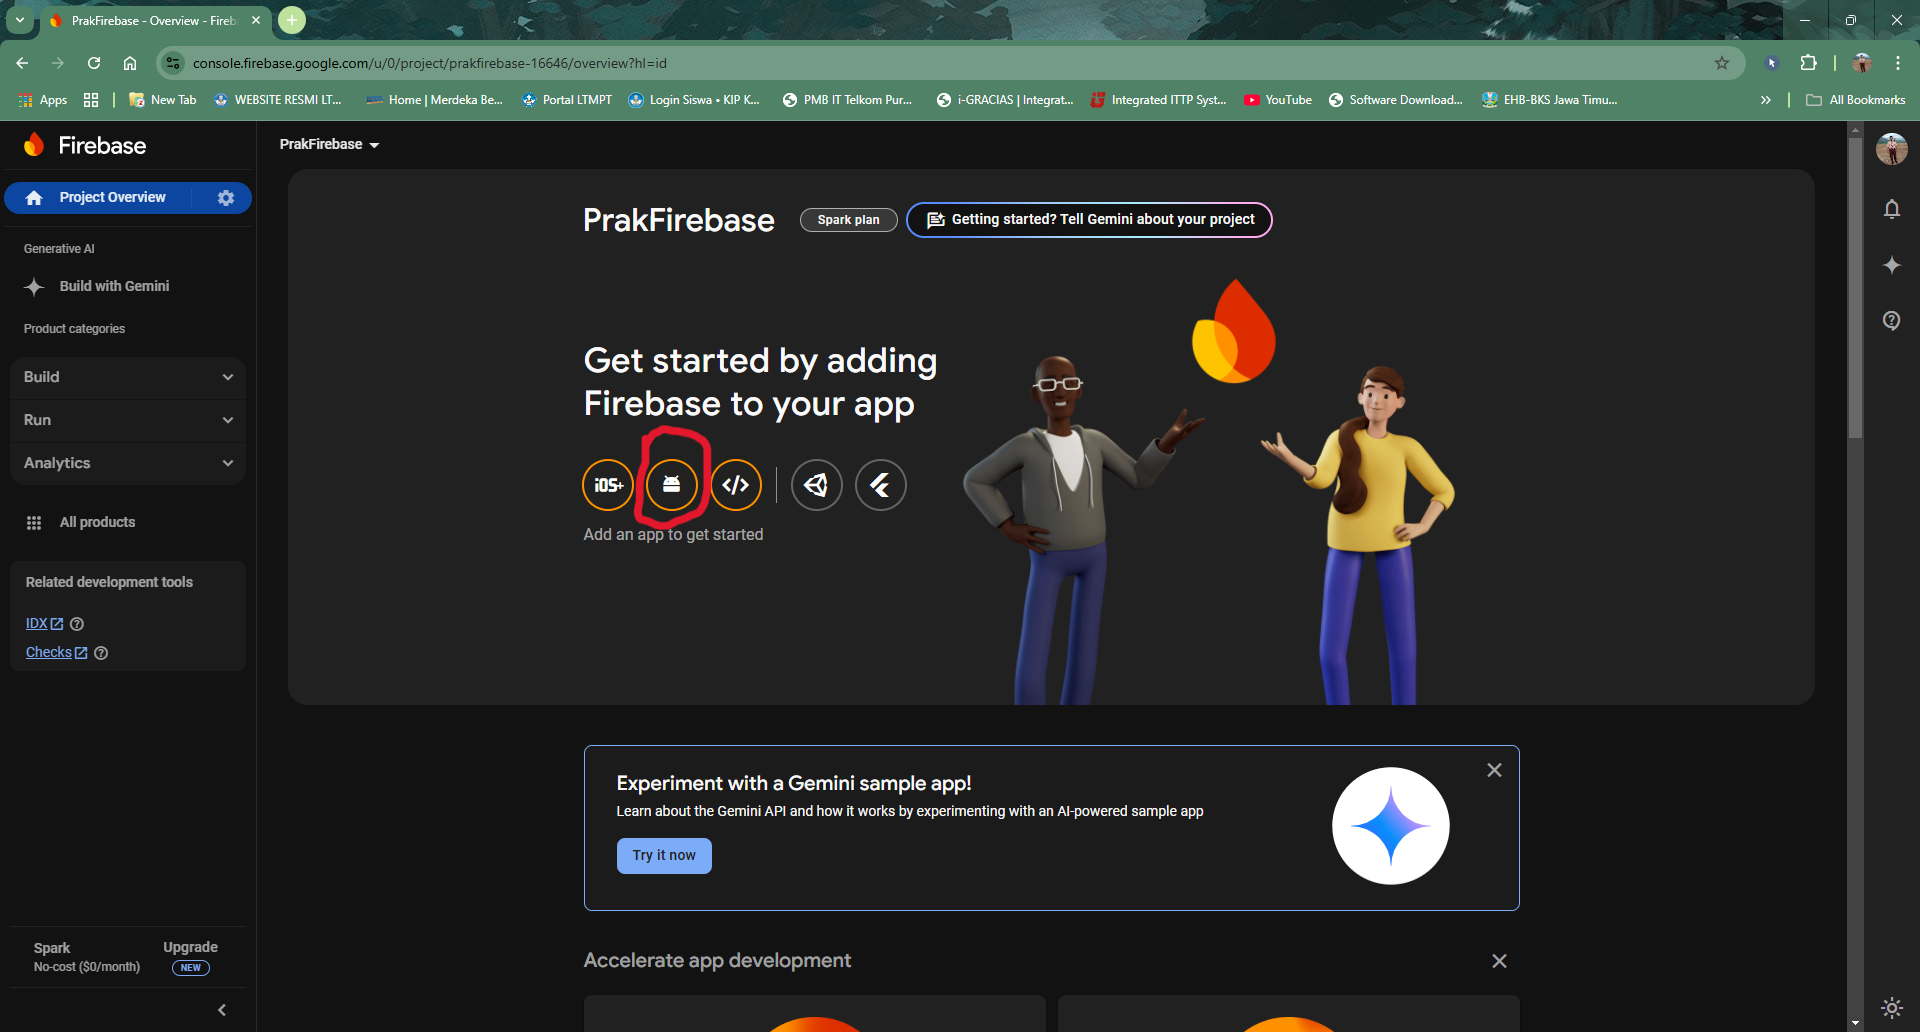 PrakFirebase - Overview - Fireb
console.firebase.google.com/u/0/project/prakfirebase-16646/overview?hl=id
Apps
New Tab
WEBSITE RESMI LT...
Home | Merdeka Be...
Portal LTMPT
Login Siswa • KIP K...
PMB IT Telkom Pur...
i-GRACIAS | Integrat...
Integrated ITTP Syst...
YouTube
Software Download...
EHB-BKS Jawa Timu...
All Bookmarks
Firebase
PrakFirebase
Project Overview
Generative AI
Build with Gemini
Product categories
Build
Run
Analytics
All products
Related development tools
IDX
Checks
Spark
No-cost ($0/month)
Upgrade
NEW
PrakFirebase
Spark plan
Getting started? Tell Gemini about your project
Get started by adding
Firebase to your app
iOS+
Add an app to get started
Experiment with a Gemini sample app!
Learn about the Gemini API and how it works by experimenting with an AI-powered sample app
Try it now
Accelerate app development